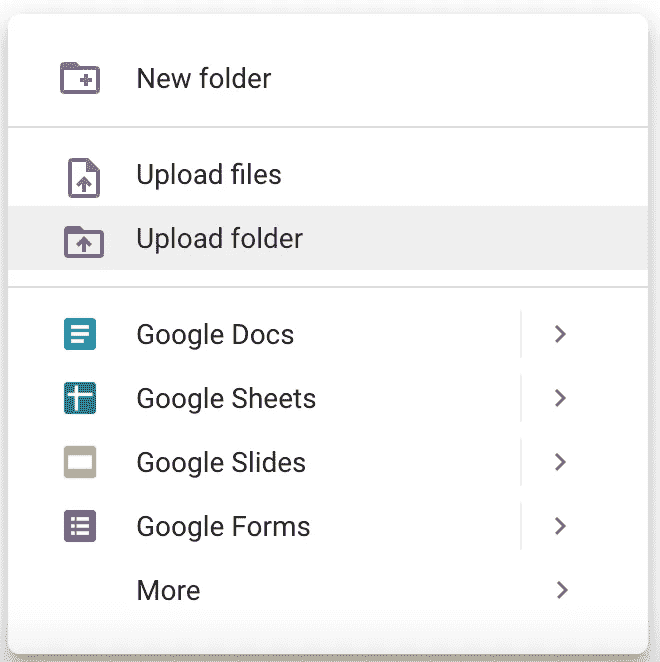 New folder
Upload files
Upload folder
Google Docs
Google Sheets
Google Slides
Google Forms
More